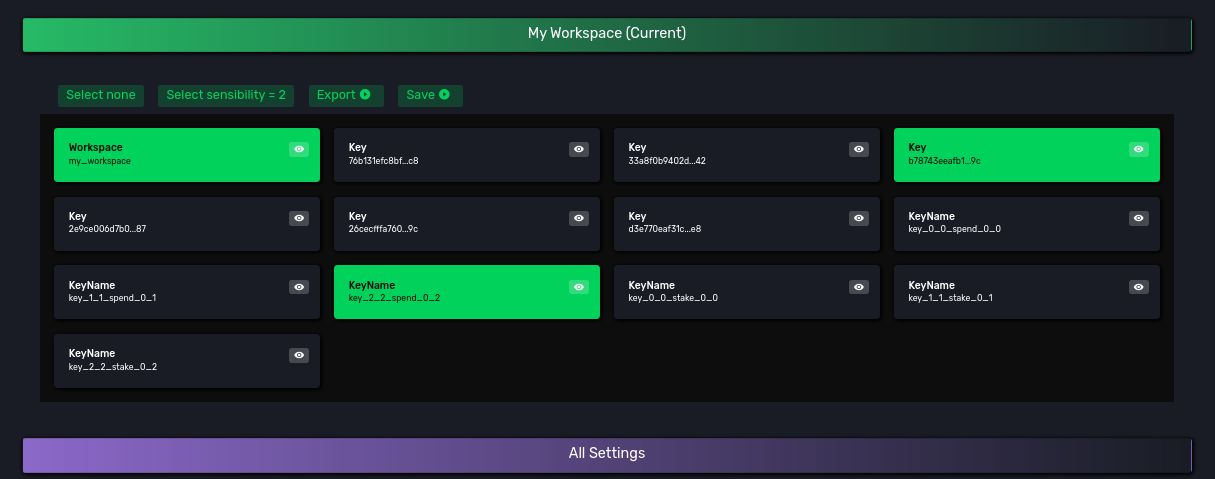 My Workspace (Current)
Select none Select sensibility = 2 Export Save
Workspace
my_workspace
Key
76b131efc8bf...c8
Key
33a8f0b9402d...42
Key
b78743eeafb1...9c
Key
2e9ce006d7b0...87
Key
26cecfffa760...9c
Key
d3e770eaf31c...e8
KeyName
key_0_0_spend_0_0
KeyName
key_1_1_spend_0_1
KeyName
key_2_2_spend_0_2
KeyName
key_0_0_stake_0_0
KeyName
key_1_1_stake_0_1
KeyName
key_2_2_stake_0_2
All Settings